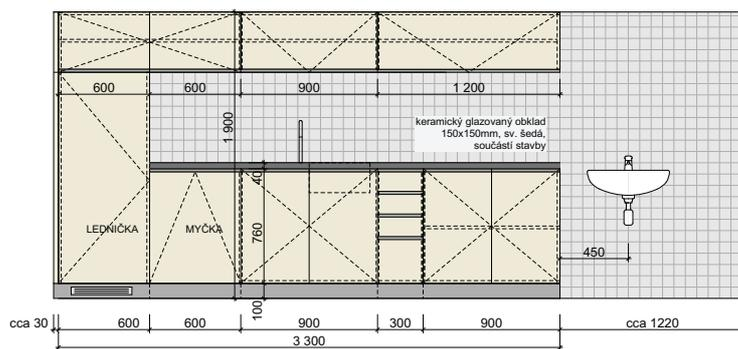 600
600
900
1 200
1 900
keramický glazovaný obklad
150x150mm, sv. šedá,
součástí stavby
40
LEDNIČKA
MYČKA
760
450
100
cca 30
600
600
900
300
900
cca 1220
3 300